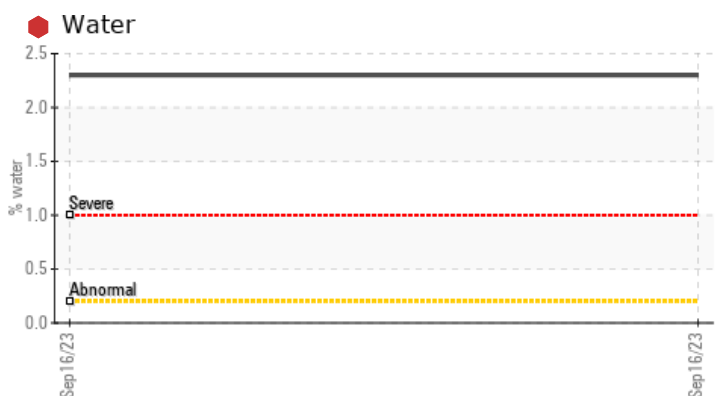 Water
2.5
2.0
1.5
1.0
0.5
0.0
% water
Severe
Abnormal
Sep16/23
Sep16/23